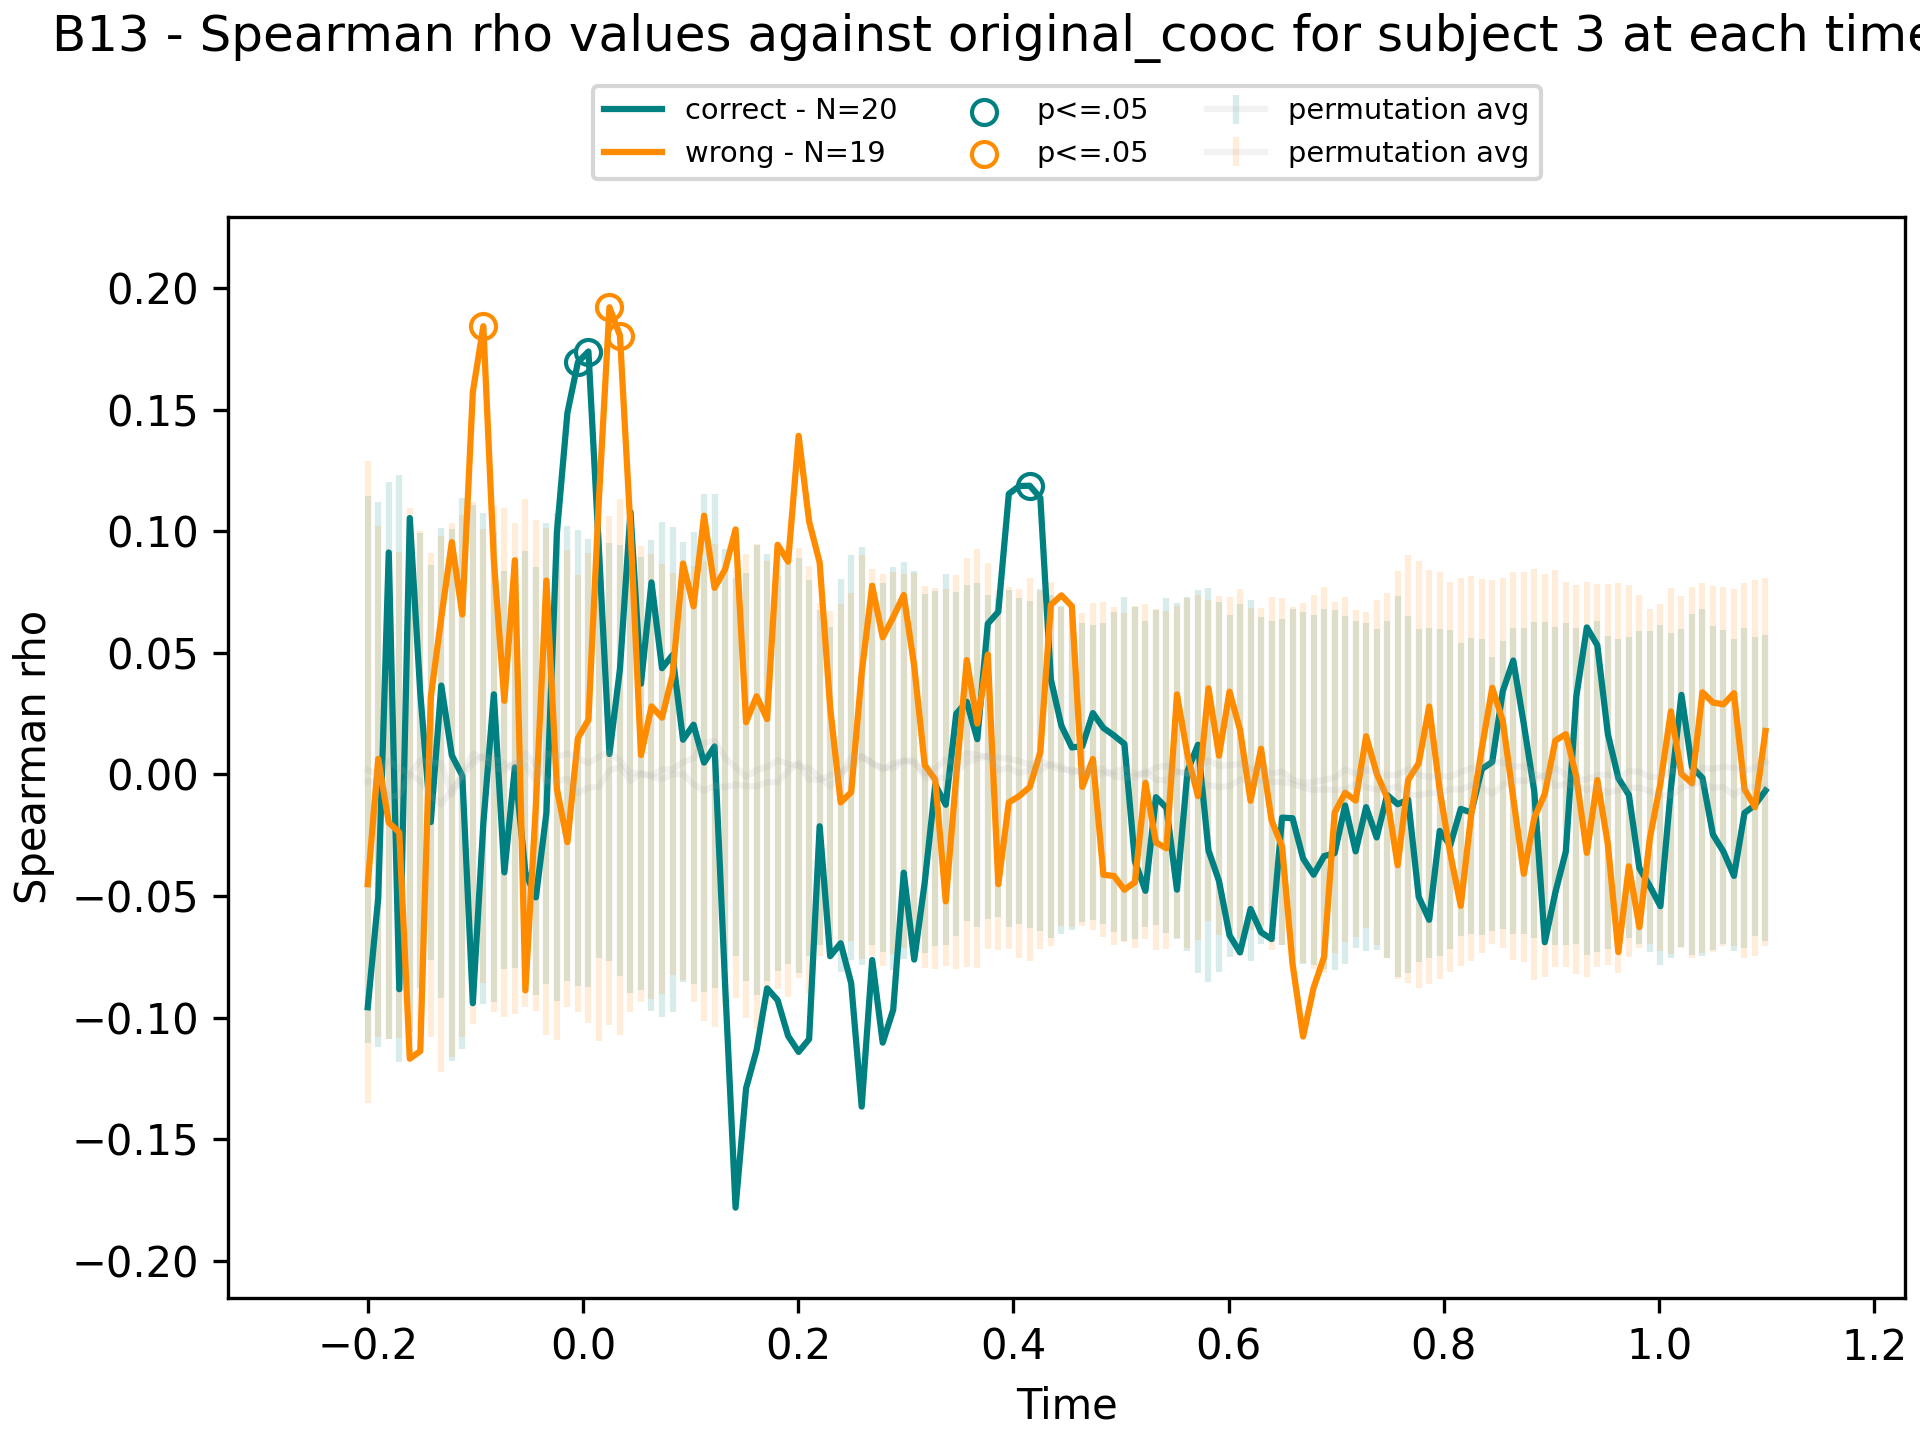 B13 - Spearman rho values against original_cooc for subject 3 at each time
correct - N=20 p<=.05 permutation avg
wrong - N=19 p<=.05 permutation avg
0.20
0.15
0.10
0.05
0.00
−0.05
−0.10
−0.15
−0.20
Spearman rho
−0.2 0.0 0.2 0.4 0.6 0.8 1.0 1.2
Time